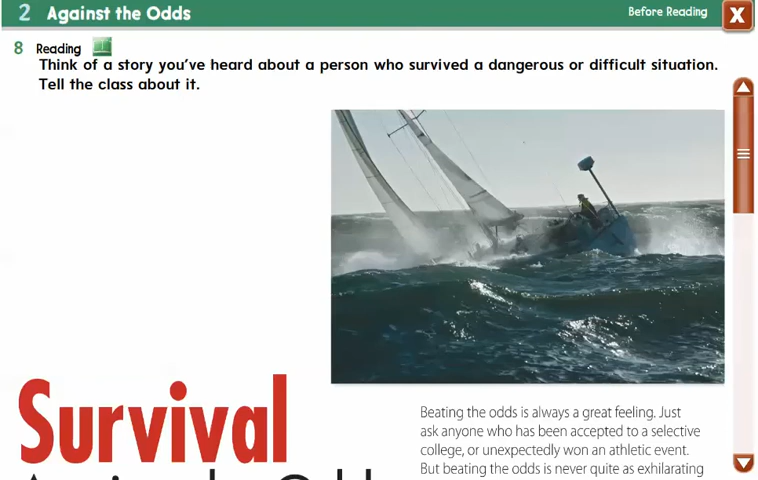 2 Against the Odds
Before Reading
X
8 Reading
Think of a story you've heard about a person who survived a dangerous or difficult situation.
Tell the class about it.
Survival
Beating the odds is always a great feeling. Just
ask anyone who has been accepted to a selective
college, or unexpectedly won an athletic event.
But beating the odds is never quite as exhilarating